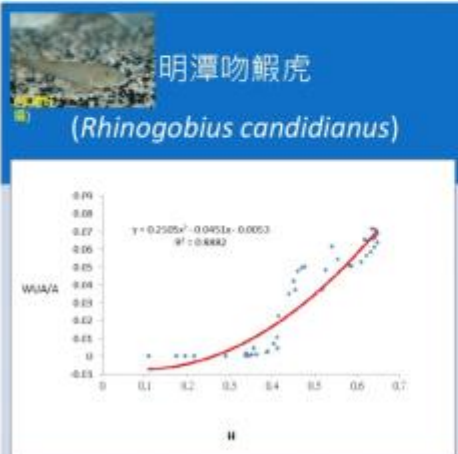 明潭吻鰕虎
(Rhinogobius candidianus)
0.09
0.08
0.07
0.06
0.05
0.04
0.03
0.02
0.01
0
-0.01
y = 0.2505x² - 0.0451x - 0.0053
R² = 0.8882
WUA/A
0 0.1 0.2 0.3 0.4 0.5 0.6 0.7
H